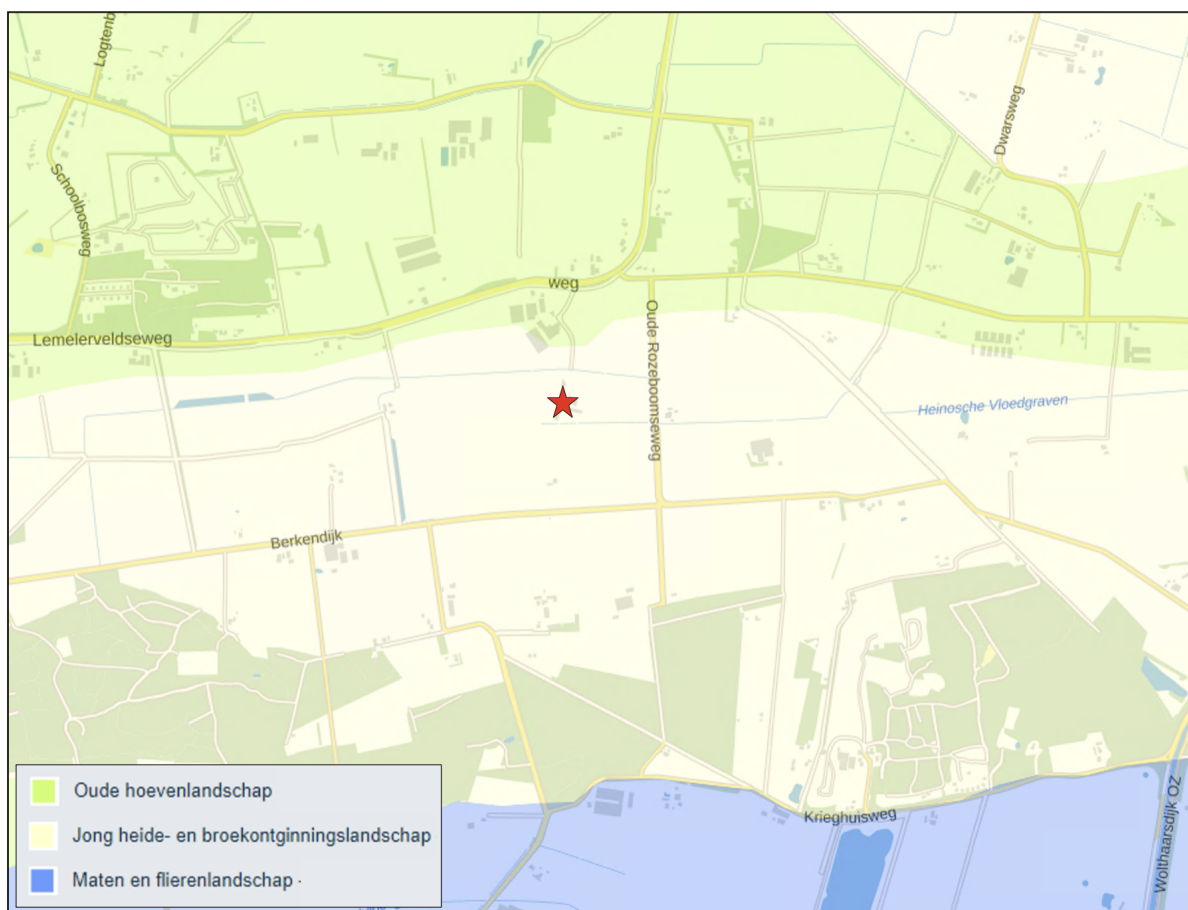 Logtenb
Dwarsweg
Schoolbosweg
weg
Lemelerveldseweg
Oude Rozeboomseweg
Heinosche Vloedgraven
Berkendijk
Krieghuisweg
Wolthaarsdijk OZ
Oude hoevenlandschap
Jong heide- en broekontginningslandschap
Maten en flierenlandschap